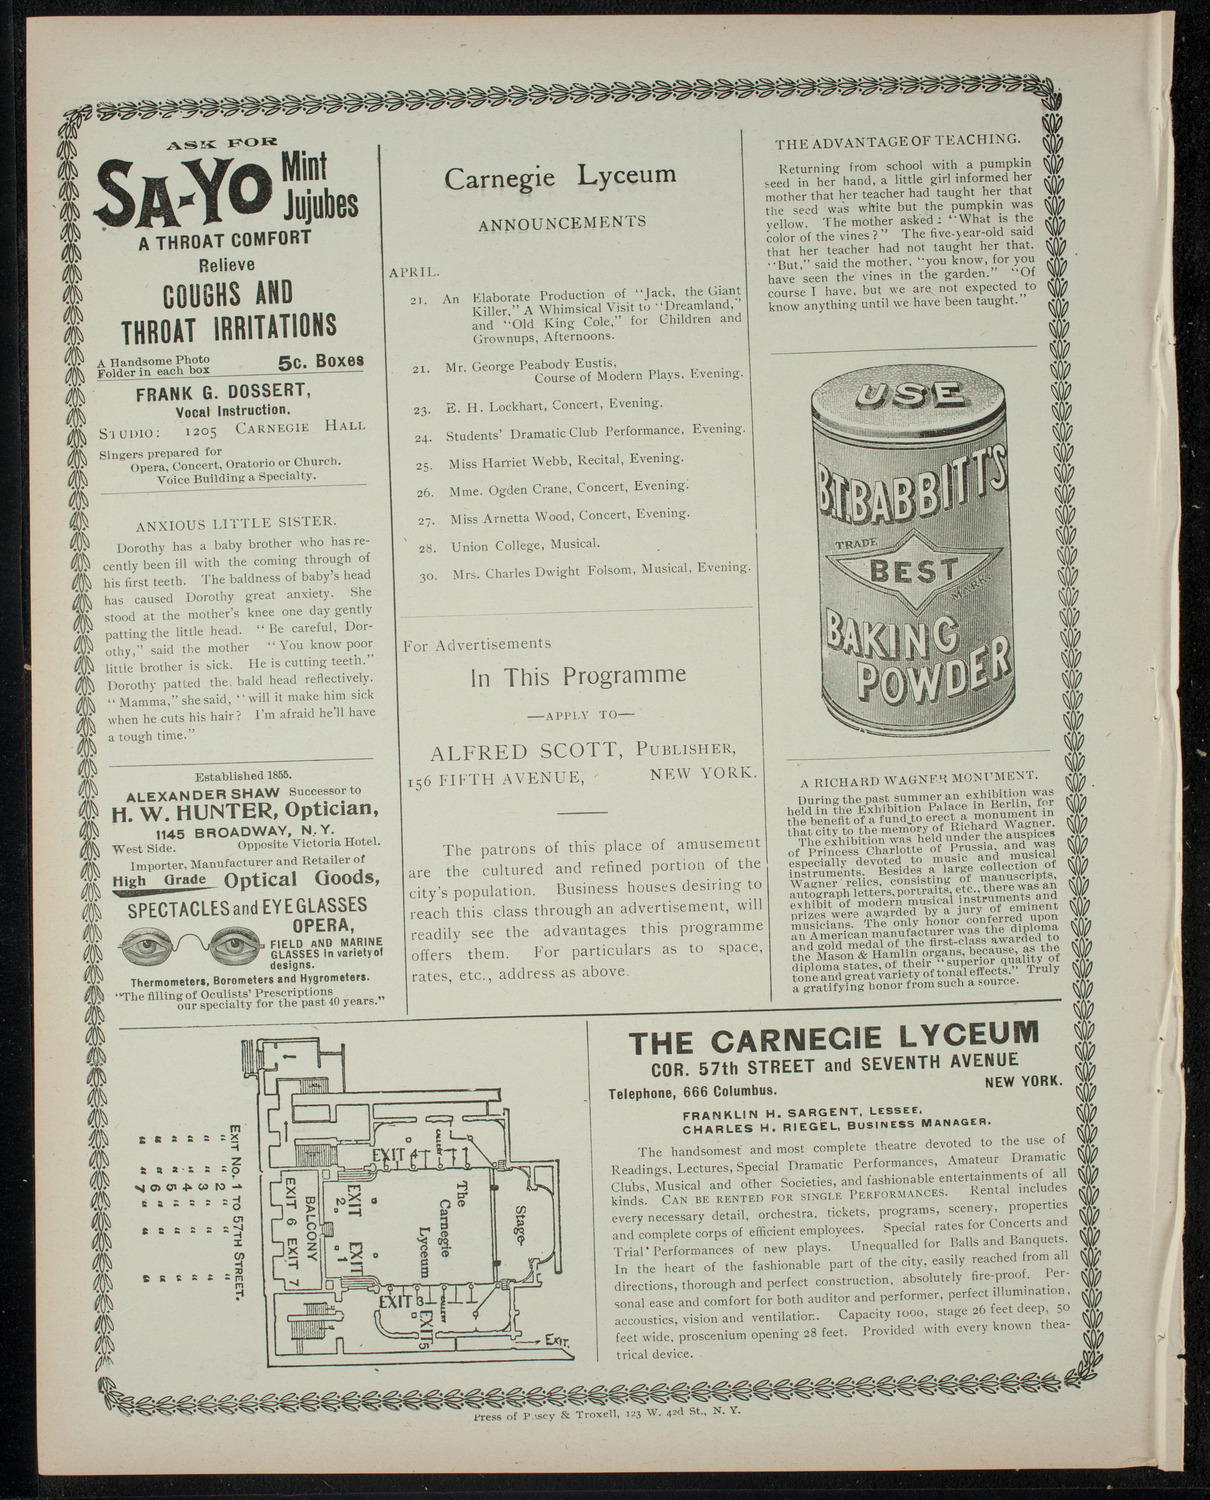 ASK FOR
SA-YO Mint
Jujubes
A THROAT COMFORT
Relieve
COUGHS AND
THROAT IRRITATIONS
A Handsome Photo
Folder in each box
5c. Boxes
FRANK G. DOSSERT,
Vocal Instruction.
STUDIO: 1205 CARNEGIE HALL
Singers prepared for
Opera, Concert, Oratorio or Church.
Voice Building a Specialty.
ANXIOUS LITTLE SISTER.
Dorothy has a baby brother who has re-
cently been ill with the coming through of
his first teeth. The baldness of baby's head
has caused Dorothy great anxiety. She
stood at the mother's knee one day gently
patting the little head. "Be careful, Dor-
othy," said the mother "You know poor
little brother is sick. He is cutting teeth."
Dorothy patted the bald head reflectively.
"Mamma," she said, "will it make him sick
when he cuts his hair? I'm afraid he'll have
a tough time."
Established 1855.
ALEXANDER SHAW Successor to
H. W. HUNTER, Optician,
1145 BROADWAY, N. Y.
West Side. Opposite Victoria Hotel.
Importer, Manufacturer and Retailer of
High Grade Optical Goods,
SPECTACLES and EYEGLASSES
OPERA,
FIELD AND MARINE
GLASSES in variety of
designs.
Thermometers, Borometers and Hygrometers.
"The filling of Oculists' Prescriptions
our specialty for the past 40 years."
Carnegie Lyceum
ANNOUNCEMENTS
APRIL.
21. An Elaborate Production of "Jack, the Giant
Killer," A Whimsical Visit to "Dreamland,"
and "Old King Cole," for Children and
Grownups, Afternoons.
21. Mr. George Peabody Eustis,
Course of Modern Plays, Evening.
23. E. H. Lockhart, Concert, Evening.
24. Students' Dramatic Club Performance, Evening.
25. Miss Harriet Webb, Recital, Evening.
26. Mme. Ogden Crane, Concert, Evening.
27. Miss Arnetta Wood, Concert, Evening.
28. Union College, Musical.
30. Mrs. Charles Dwight Folsom, Musical, Evening.
For Advertisements
In This Programme
—APPLY TO—
ALFRED SCOTT, PUBLISHER,
156 FIFTH AVENUE, NEW YORK.
The patrons of this place of amusement
are the cultured and refined portion of the
city's population. Business houses desiring to
reach this class through an advertisement, will
readily see the advantages this programme
offers them. For particulars as to space,
rates, etc., address as above.
THE ADVANTAGE OF TEACHING.
Returning from school with a pumpkin
seed in her hand, a little girl informed her
mother that her teacher had taught her that
the seed was white but the pumpkin was
yellow. The mother asked: "What is the
color of the vines?" The five-year-old said
that her teacher had not taught her that.
"But," said the mother, "you know, for you
have seen the vines in the garden." "Of
course I have, but we are not expected to
know anything until we have been taught."
USE
B.T. BABBITT'S
TRADE
BEST
MARK.
BAKING
POWDER
A RICHARD WAGNER MONUMENT.
During the past summer an exhibition was
held in the Exhibition Palace in Berlin, for
the benefit of a fund to erect a monument in
that city to the memory of Richard Wagner.
The exhibition was held under the auspices
of Princess Charlotte of Prussia, and was
especially devoted to music and musical
instruments. Besides a large collection of
Wagner relics, consisting of manuscripts,
autograph letters, portraits, etc., there was an
exhibit of modern musical instruments and
prizes were awarded by a jury of eminent
musicians. The only honor conferred upon
an American manufacturer was the diploma
and gold medal of the first-class awarded to
the Mason & Hamlin organs, because, as the
diploma states, of their "superior quality of
tone and great variety of tonal effects." Truly
a gratifying honor from such a source.
EXIT NO. 1 TO 57TH STREET.
" " 2 " " "
" " 3 " " "
" " 4 " " "
" " 5 " " "
" " 6 " " "
" " 7 " " "
BALCONY
EXIT 6 EXIT 7
EXIT 2
EXIT 1
EXIT 4
GALLERY
The
Carnegie
Lyceum
Stage
EXIT 3
GALLERY
EXIT 5
EXIT.
THE CARNEGIE LYCEUM
COR. 57th STREET and SEVENTH AVENUE
Telephone, 666 Columbus. NEW YORK.
FRANKLIN H. SARGENT, LESSEE.
CHARLES H. RIEGEL, BUSINESS MANAGER.
The handsomest and most complete theatre devoted to the use of
Readings, Lectures, Special Dramatic Performances, Amateur Dramatic
Clubs, Musical and other Societies, and fashionable entertainments of all
kinds. CAN BE RENTED FOR SINGLE PERFORMANCES. Rental includes
every necessary detail, orchestra, tickets, programs, scenery, properties
and complete corps of efficient employees. Special rates for Concerts and
Trial Performances of new plays. Unequalled for Balls and Banquets.
In the heart of the fashionable part of the city, easily reached from all
directions, thorough and perfect construction, absolutely fire-proof. Per-
sonal ease and comfort for both auditor and performer, perfect illumination,
accoustics, vision and ventilation. Capacity 1000, stage 26 feet deep, 50
feet wide, proscenium opening 28 feet. Provided with every known thea-
trical device.
Press of & Troxell, 123 W. 42d St., N. Y.